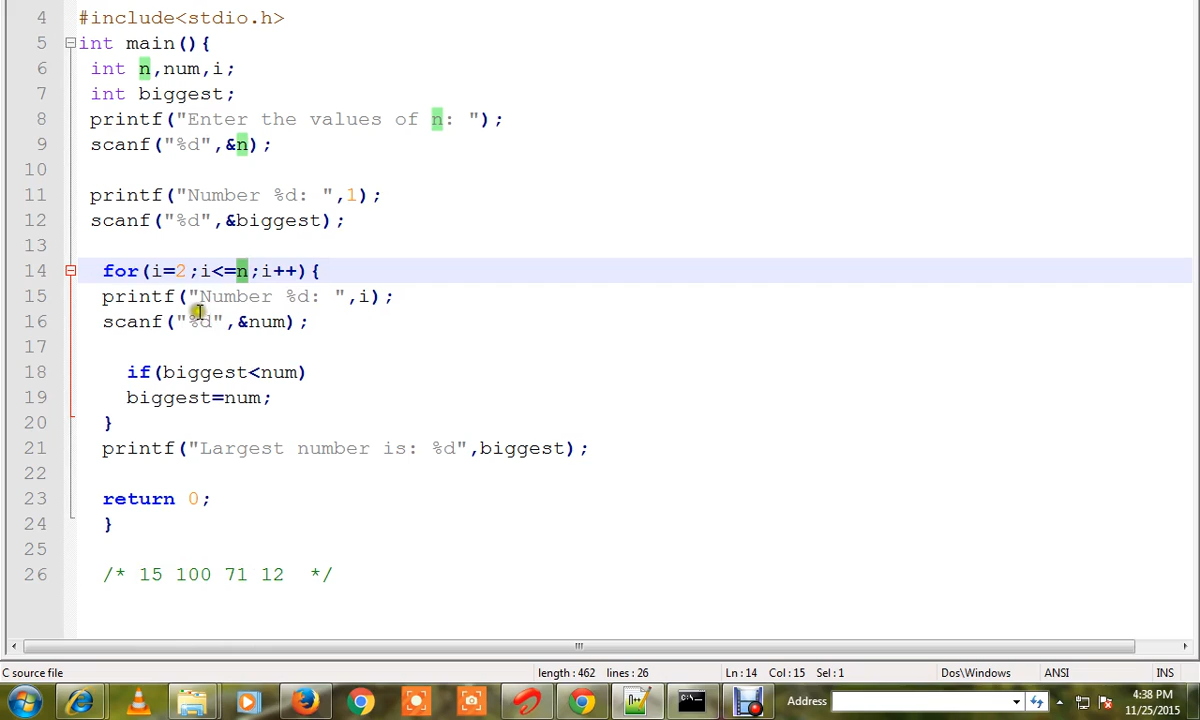 4 #include<stdio.h>
5 int main(){
6 int n,num,i;
7 int biggest;
8 printf("Enter the values of n: ");
9 scanf("%d",&n);
10
11 printf("Number %d: ",1);
12 scanf("%d",&biggest);
13
14 for(i=2;i<=n;i++){
15 printf("Number %d: ",i);
16 scanf("%d",&num);
17
18 if(biggest<num)
19 biggest=num;
20 }
21 printf("Largest number is: %d",biggest);
22
23 return 0;
24 }
25
26 /* 15 100 71 12 */
C source file length : 462 lines : 26 Ln : 14 Col : 15 Sel : 1 Dos\Windows ANSI INS
Address 4:38 PM
11/25/2015